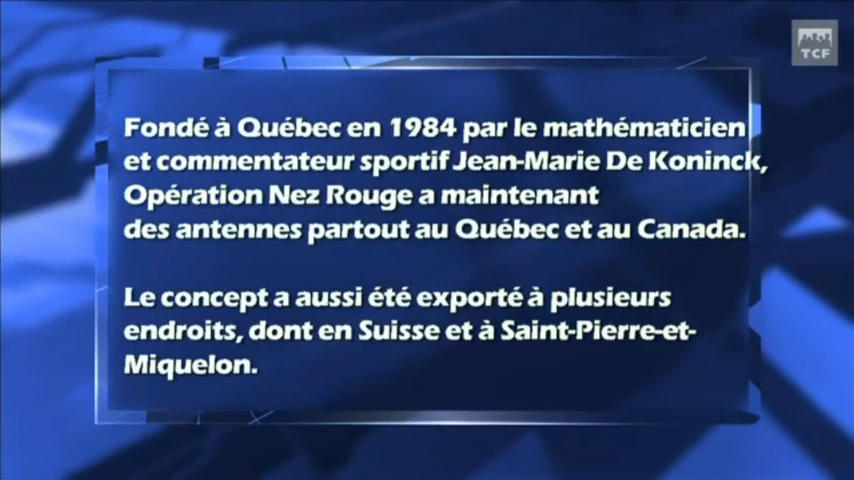 TCF
Fondé à Québec en 1984 par le mathématicien
et commentateur sportif Jean-Marie De Koninck,
Opération Nez Rouge a maintenant
des antennes partout au Québec et au Canada.
Le concept a aussi été exporté à plusieurs
endroits, dont en Suisse et à Saint-Pierre-et-
Miquelon.